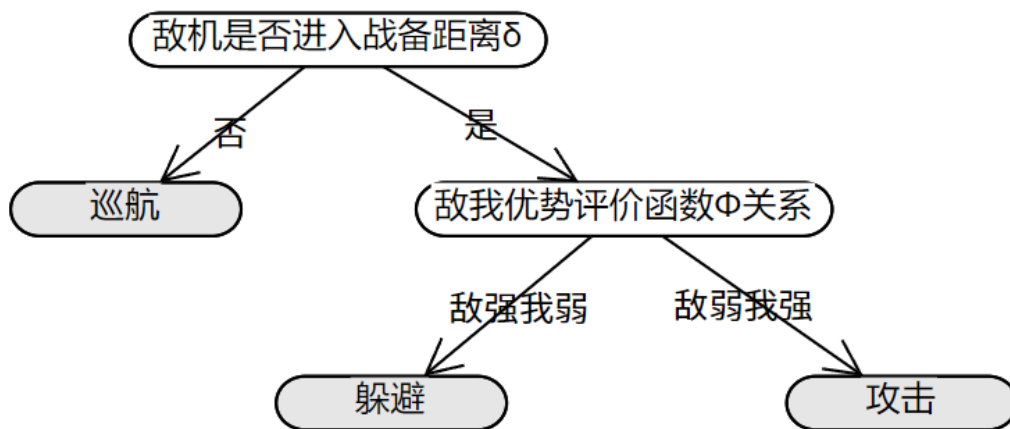 敌机是否进入战备距离δ
否
是
巡航
敌我优势评价函数Φ关系
敌强我弱
敌弱我强
躲避
攻击